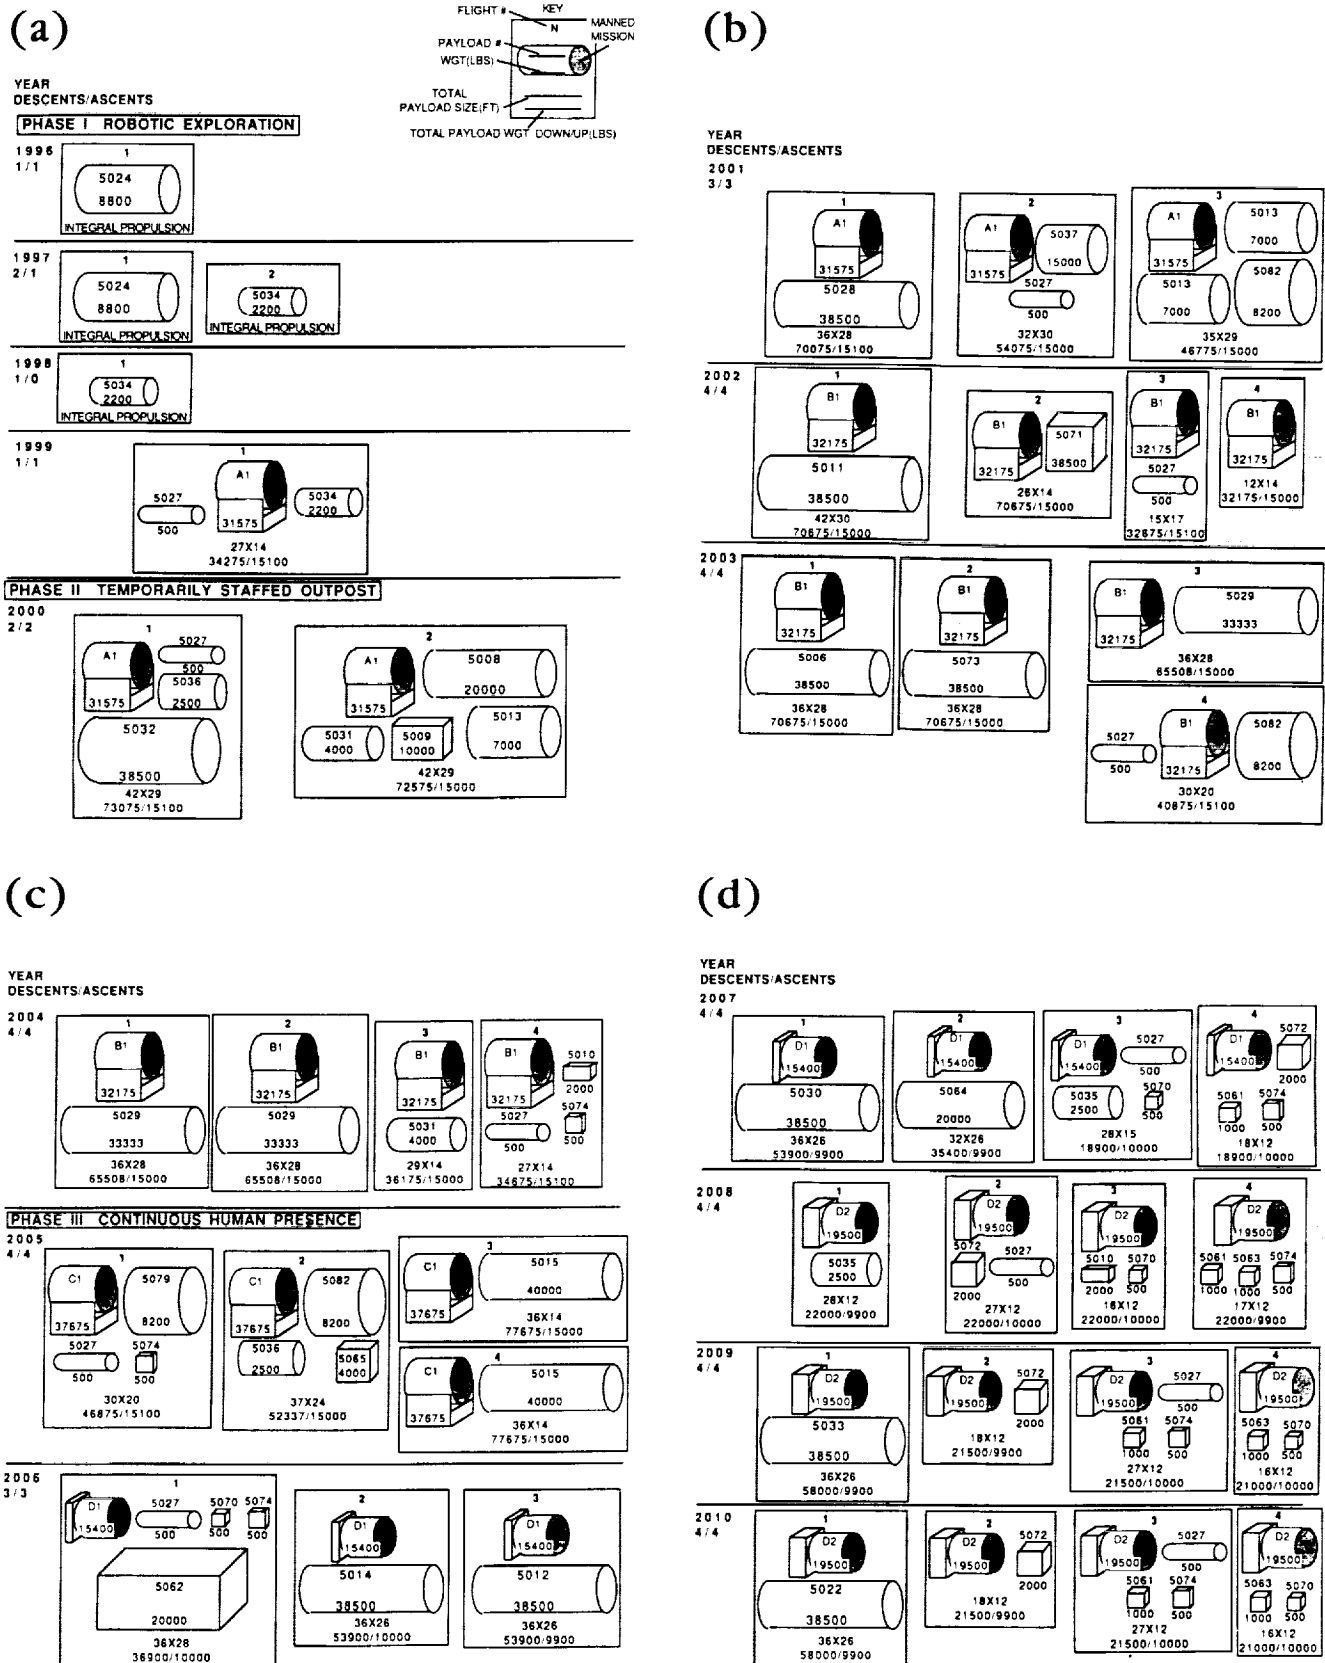 (a)
FLIGHT #
KEY
N
MANNED
MISSION
PAYLOAD #
WGT(LBS)
TOTAL
PAYLOAD SIZE(FT)
TOTAL PAYLOAD WGT DOWN/UP(LBS)
YEAR
DESCENTS/ASCENTS
PHASE I ROBOTIC EXPLORATION
1996
1/1
1
5024
8800
INTEGRAL PROPULSION
1997
2/1
1
5024
8800
INTEGRAL PROPULSION
2
5034
2200
INTEGRAL PROPULSION
1998
1/0
1
5034
2200
INTEGRAL PROPULSION
1999
1/1
1
5027
500
A1
31575
5034
2200
27X14
34275/15100
PHASE II TEMPORARILY STAFFED OUTPOST
2000
2/2
1
A1
31575
5027
500
5036
2500
5032
38500
42X29
73075/15100
2
A1
31575
5008
20000
5031
4000
5009
10000
5013
7000
42X29
72575/15000
(b)
YEAR
DESCENTS/ASCENTS
2001
3/3
1
A1
31575
5028
38500
36X28
70075/15100
2
A1
31575
5037
15000
5027
500
32X30
54075/15000
3
A1
31575
5013
7000
5013
7000
5082
8200
35X29
46775/15000
2002
4/4
1
B1
32175
5011
38500
42X30
70675/15000
2
B1
32175
5071
38500
26X14
70675/15000
3
B1
32175
5027
500
15X17
32675/15100
4
B1
32175
12X14
32175/15000
2003
4/4
1
B1
32175
5006
38500
36X28
70675/15000
2
B1
32175
5073
38500
36X28
70675/15000
3
B1
32175
5029
33333
36X28
65508/15000
4
5027
500
B1
32175
5082
8200
30X20
40875/15100
(c)
YEAR
DESCENTS/ASCENTS
2004
4/4
1
B1
32175
5029
33333
36X28
65508/15000
2
B1
32175
5029
33333
36X28
65508/15000
3
B1
32175
5031
4000
29X14
36175/15000
4
B1
32175
5010
2000
5027
500
5074
500
27X14
34675/15100
PHASE III CONTINUOUS HUMAN PRESENCE
2005
4/4
1
C1
37675
5079
8200
5027
500
5074
500
30X20
46875/15100
2
C1
37675
5082
8200
5036
2500
5065
4000
37X24
52337/15000
3
C1
37675
5015
40000
36X14
77675/15000
4
C1
37675
5015
40000
36X14
77675/15000
2006
3/3
1
D1
15400
5027
500
5070
500
5074
500
5062
20000
36X28
36900/10000
2
D1
15400
5014
38500
36X26
53900/10000
3
D1
15400
5012
38500
36X26
53900/9900
(d)
YEAR
DESCENTS/ASCENTS
2007
4/4
1
D1
15400
5030
38500
36X26
53900/9900
2
D1
15400
5064
20000
32X26
35400/9900
3
D1
15400
5027
500
5035
2500
5070
500
28X15
18900/10000
4
D1
15400
5072
2000
5061
1000
5074
500
18X12
18900/10000
2008
4/4
1
D2
19500
5035
2500
28X12
22000/9900
2
D2
19500
5072
2000
5027
500
27X12
22000/10000
3
D2
19500
5010
2000
5070
500
16X12
22000/10000
4
D2
19500
5061
1000
5063
1000
5074
500
17X12
22000/9900
2009
4/4
1
D2
19500
5033
38500
36X26
58000/9900
2
D2
19500
5072
2000
18X12
21500/9900
3
D2
19500
5027
500
5061
1000
5074
500
27X12
21500/10000
4
D2
19500
5063
1000
5070
500
16X12
21000/10000
2010
4/4
1
D2
19500
5022
38500
36X26
58000/9900
2
D2
19500
5072
2000
18X12
21500/9900
3
D2
19500
5027
500
5061
1000
5074
500
27X12
21500/10000
4
D2
19500
5063
1000
5070
500
16X12
21000/10000